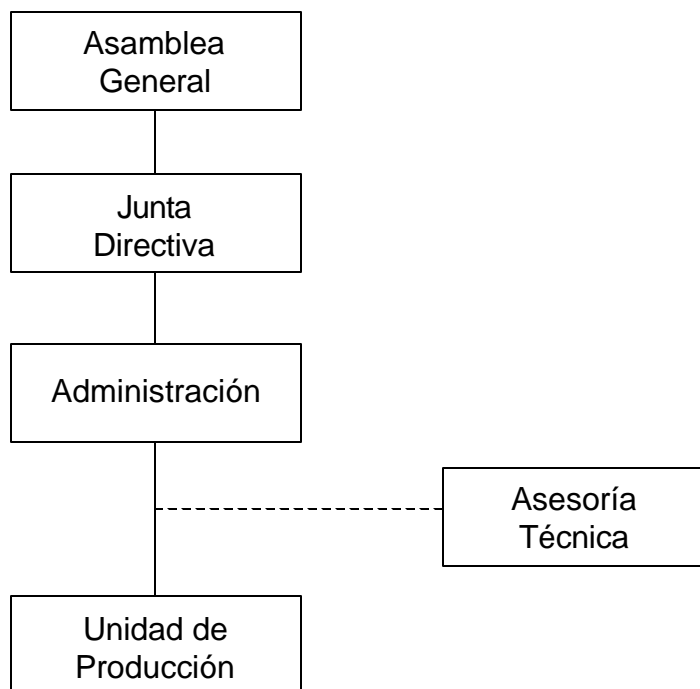 Asamblea
General
Junta
Directiva
Administración
Asesoría
Técnica
Unidad de
Producción